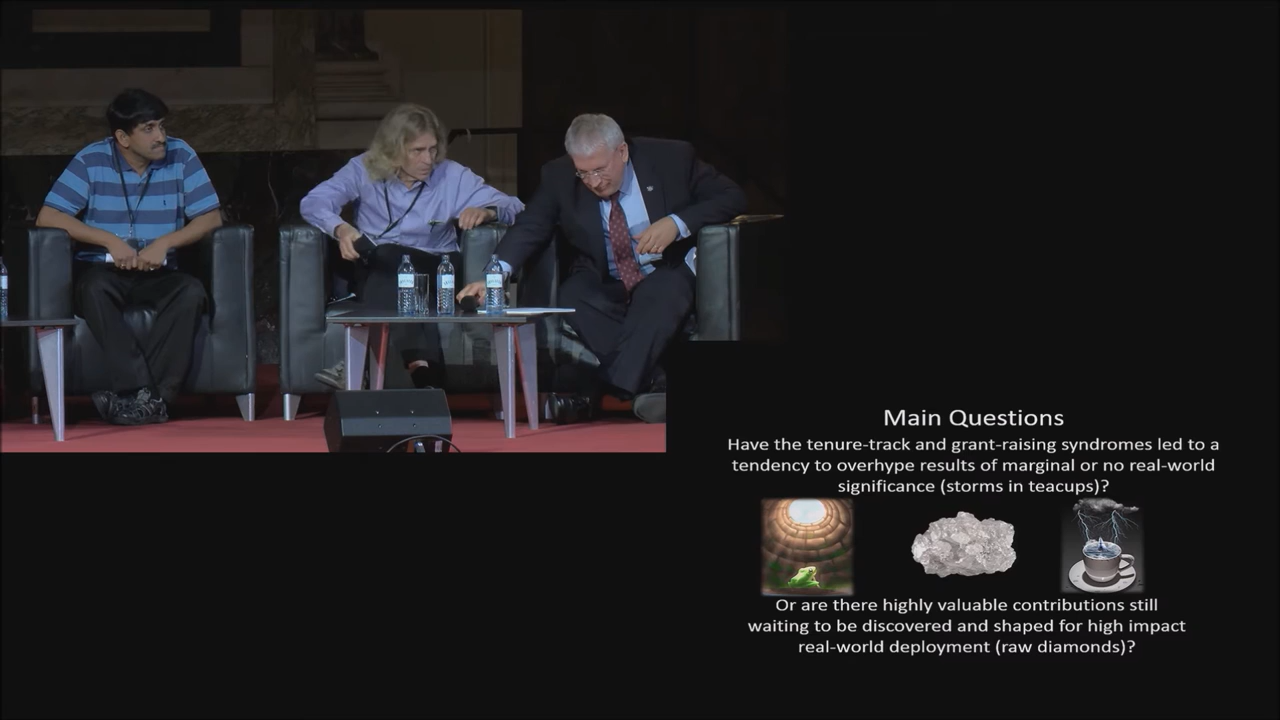 Main Questions
Have the tenure-track and grant-raising syndromes led to a
tendency to overhype results of marginal or no real-world
significance (storms in teacups)?
Or are there highly valuable contributions still
waiting to be discovered and shaped for high impact
real-world deployment (raw diamonds)?